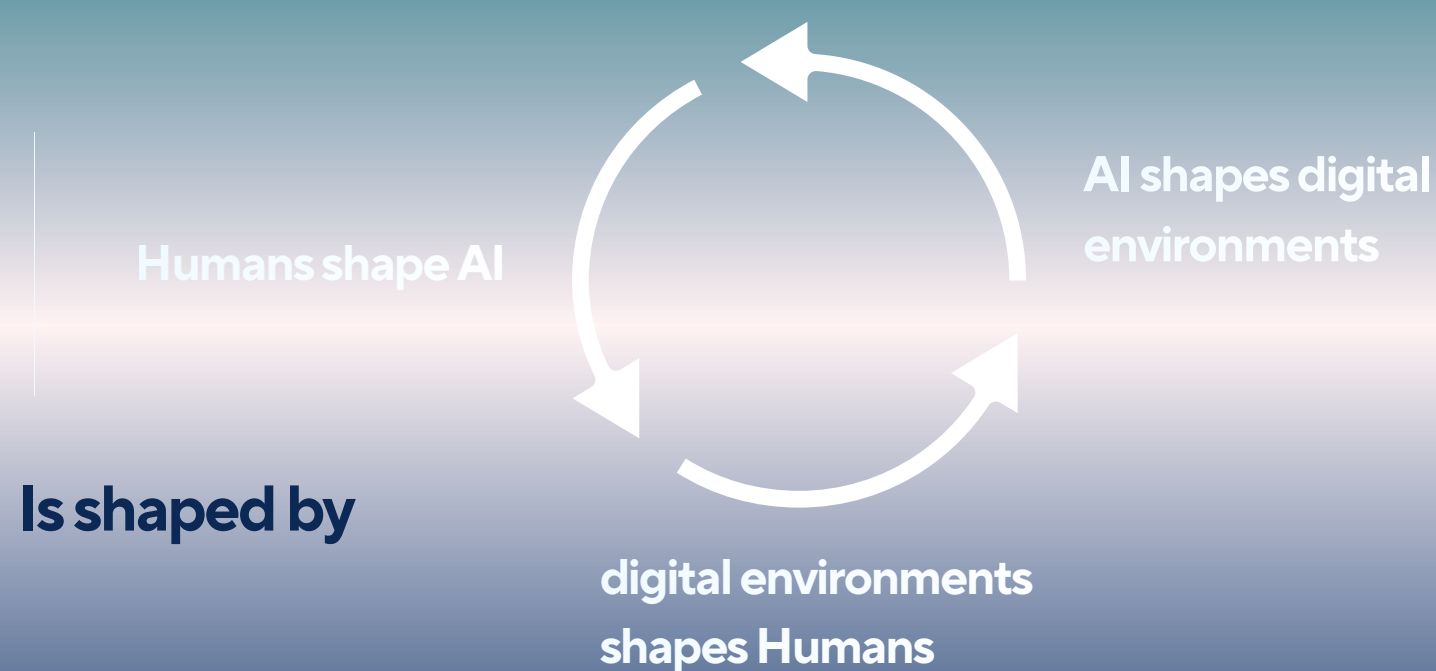 AI shapes digital
environments
Humans shape AI
Is shaped by
digital environments
shapes Humans